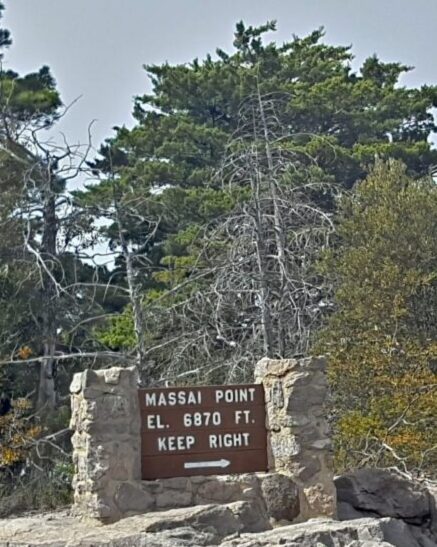 MASSAI POINT
EL. 6870 FT.
KEEP RIGHT